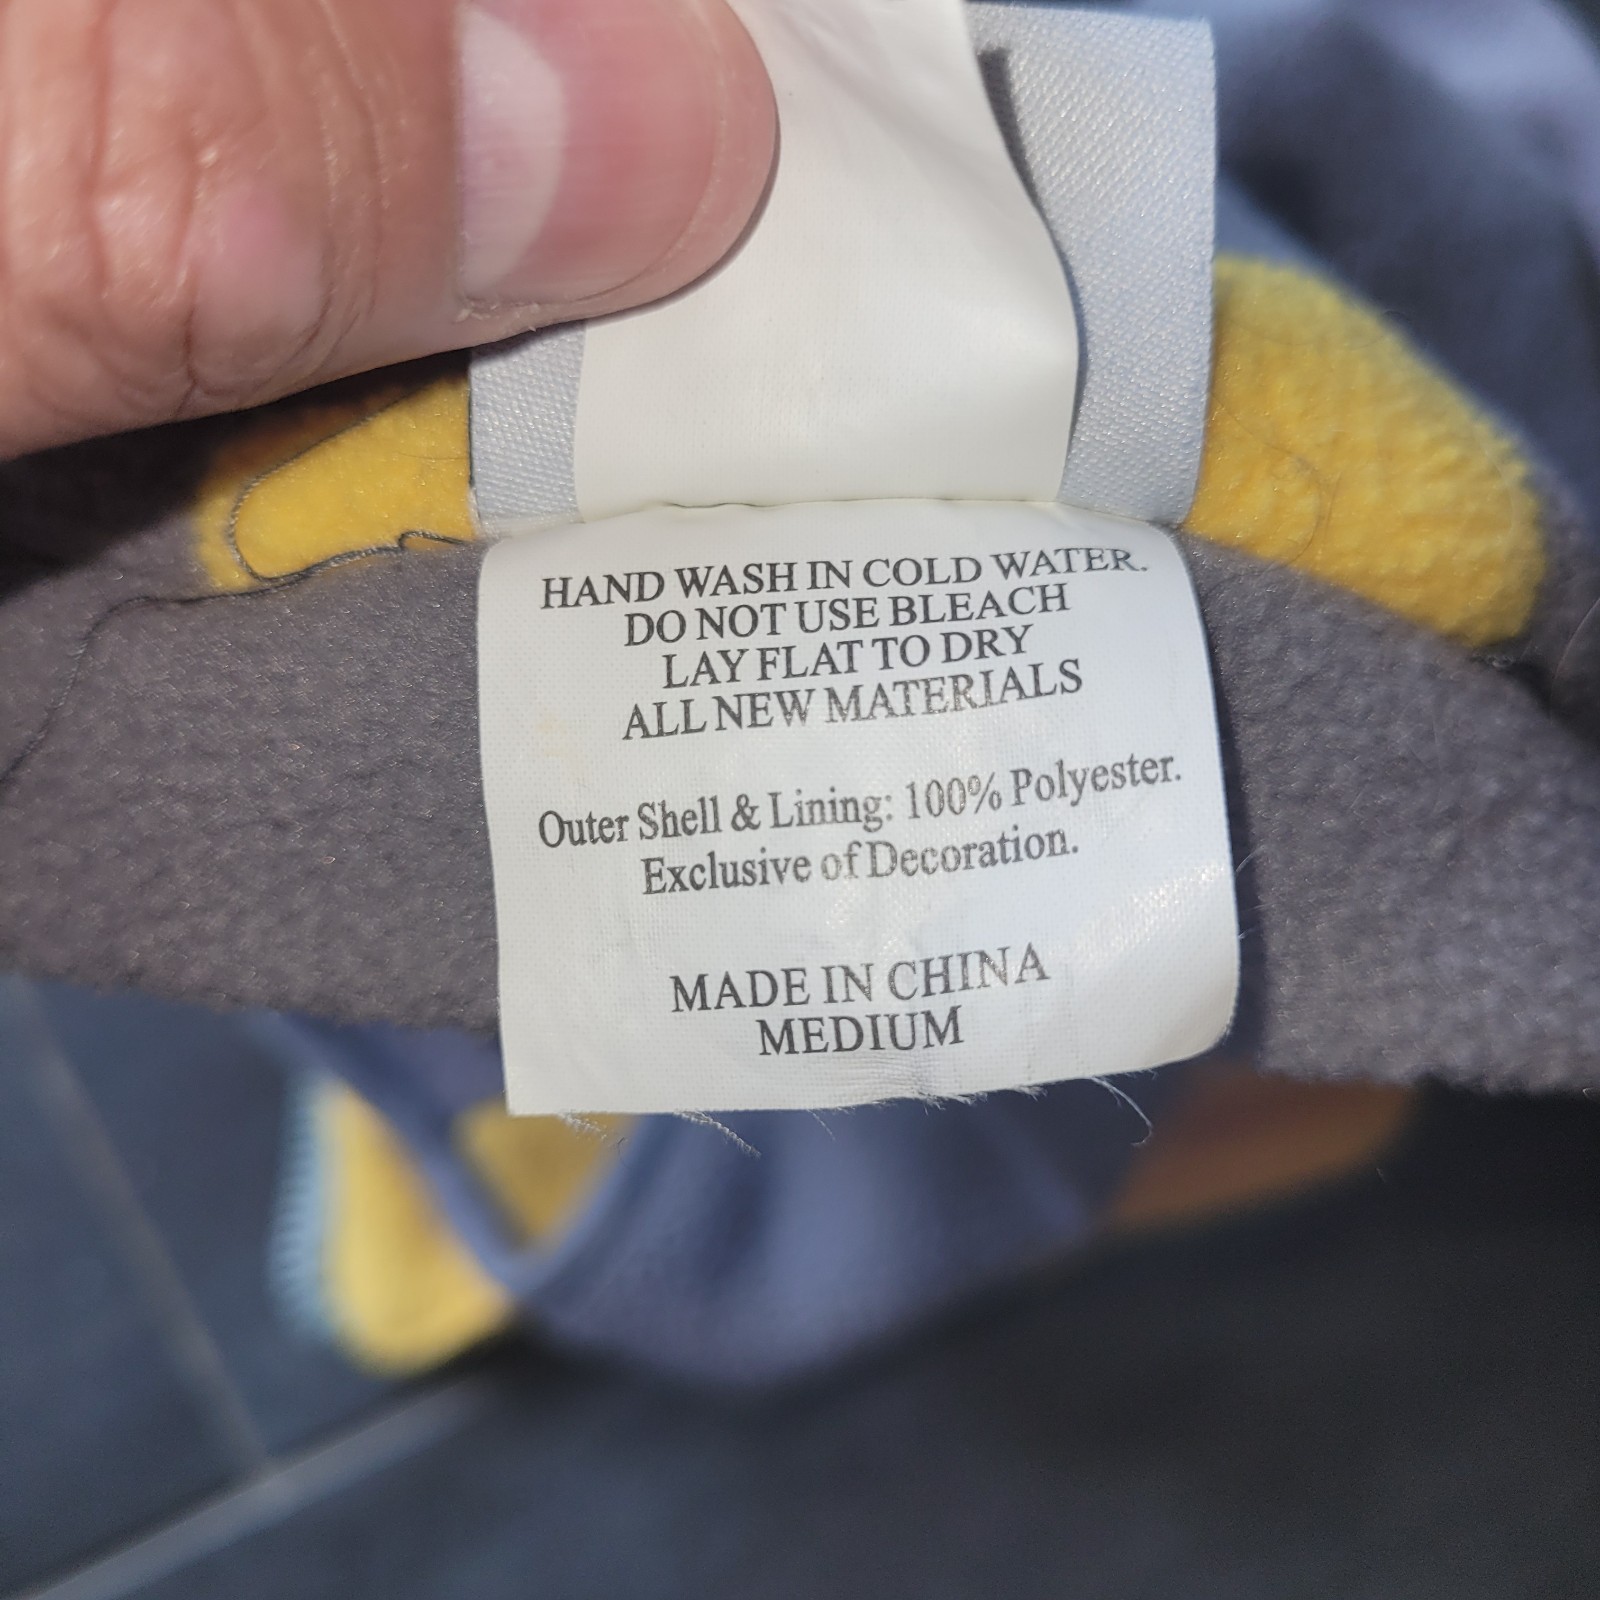 HAND WASH IN COLD WATER.
DO NOT USE BLEACH
LAY FLAT TO DRY
ALL NEW MATERIALS
Outer Shell & Lining: 100% Polyester.
Exclusive of Decoration.
MADE IN CHINA
MEDIUM